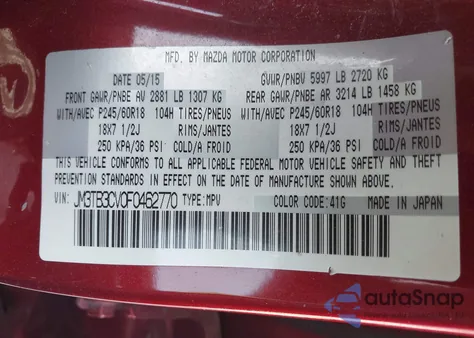 MFD. BY MAZDA MOTOR CORPORATION
DATE 05/15 GVWR/PNBV 5997 LB 2720 KG
FRONT GAWR/PNBE AV 2881 LB 1307 KG REAR GAWR/PNBE AR 3214 LB 1458 KG
WITH/AVEC P245/60R18 104H TIRES/PNEUS WITH/AVEC P245/60R18 104H TIRES/PNEUS
18X7 1/2J RIMS/JANTES 18X7 1/2J RIMS/JANTES
250 KPA/36 PSI COLD/A FROID 250 KPA/36 PSI COLD/A FROID
THIS VEHICLE CONFORMS TO ALL APPLICABLE FEDERAL MOTOR VEHICLE SAFETY AND THEFT
PREVENTION STANDARDS IN EFFECT ON THE DATE OF MANUFACTURE SHOWN ABOVE.
VIN: JM3TB3CV0F0462770 TYPE: MPV COLOR CODE: 41G MADE IN JAPAN
autoSnap